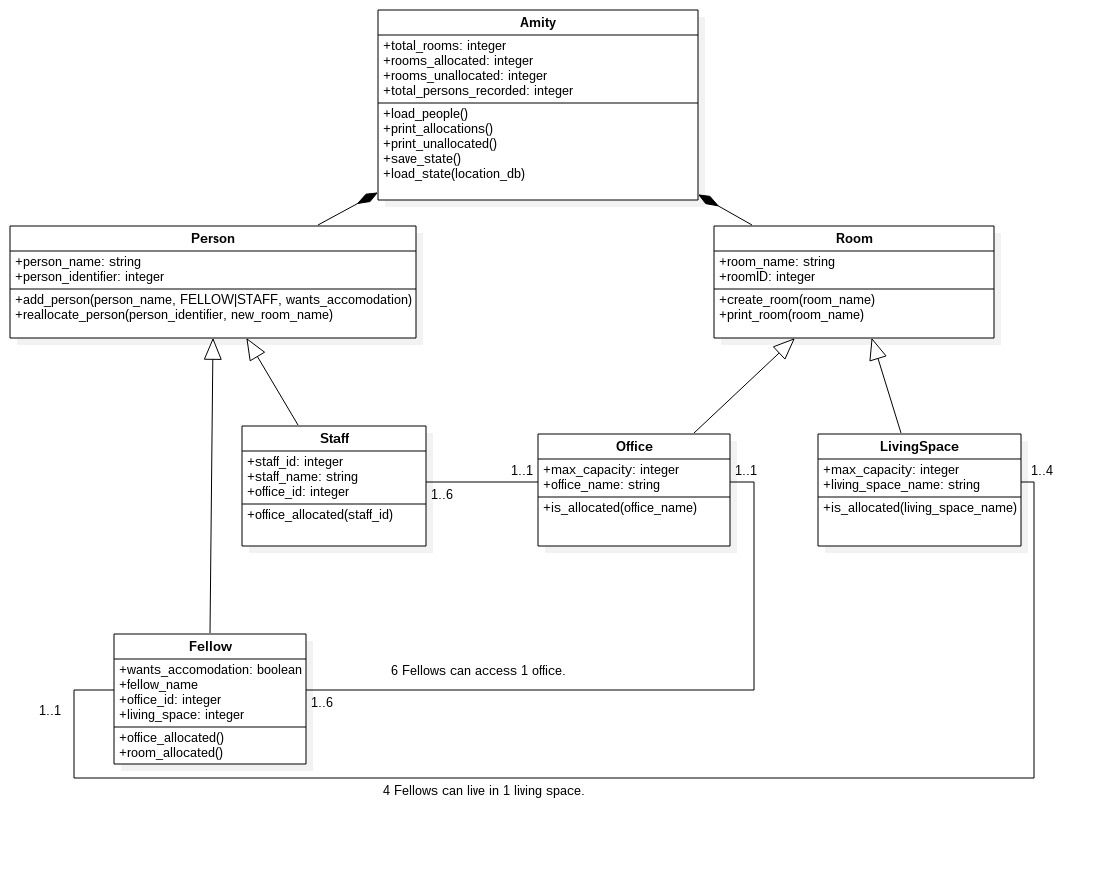 Amity
+total_rooms: integer
+rooms_allocated: integer
+rooms_unallocated: integer
+total_persons_recorded: integer
+load_people()
+print_allocations()
+print_unallocated()
+save_state()
+load_state(location_db)
Person
+person_name: string
+person_identifier: integer
+add_person(person_name, FELLOW|STAFF, wants_accomodation)
+reallocate_person(person_identifier, new_room_name)
Room
+room_name: string
+roomID: integer
+create_room(room_name)
+print_room(room_name)
Staff
+staff_id: integer
+staff_name: string
+office_id: integer
+office_allocated(staff_id)
1..6
1..1
Office
+max_capacity: integer
+office_name: string
+is_allocated(office_name)
1..1
LivingSpace
+max_capacity: integer
+living_space_name: string
+is_allocated(living_space_name)
1..4
Fellow
+wants_accomodation: boolean
+fellow_name
+office_id: integer
+living_space: integer
+office_allocated()
+room_allocated()
1..1
1..6
6 Fellows can access 1 office.
4 Fellows can live in 1 living space.